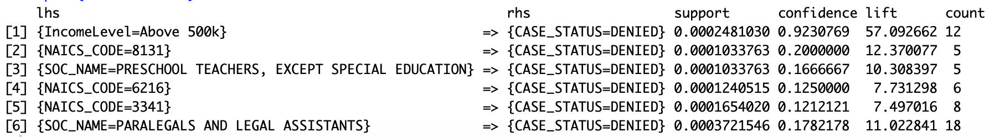 lhs rhs support confidence lift count
[1] {IncomeLevel=Above 500k} => {CASE_STATUS=DENIED} 0.0002481030 0.9230769 57.092662 12
[2] {NAICS_CODE=8131} => {CASE_STATUS=DENIED} 0.0001033763 0.2000000 12.370077 5
[3] {SOC_NAME=PRESCHOOL TEACHERS, EXCEPT SPECIAL EDUCATION} => {CASE_STATUS=DENIED} 0.0001033763 0.1666667 10.308397 5
[4] {NAICS_CODE=6216} => {CASE_STATUS=DENIED} 0.0001240515 0.1250000 7.731298 6
[5] {NAICS_CODE=3341} => {CASE_STATUS=DENIED} 0.0001654020 0.1212121 7.497016 8
[6] {SOC_NAME=PARALEGALS AND LEGAL ASSISTANTS} => {CASE_STATUS=DENIED} 0.0003721546 0.1782178 11.022841 18